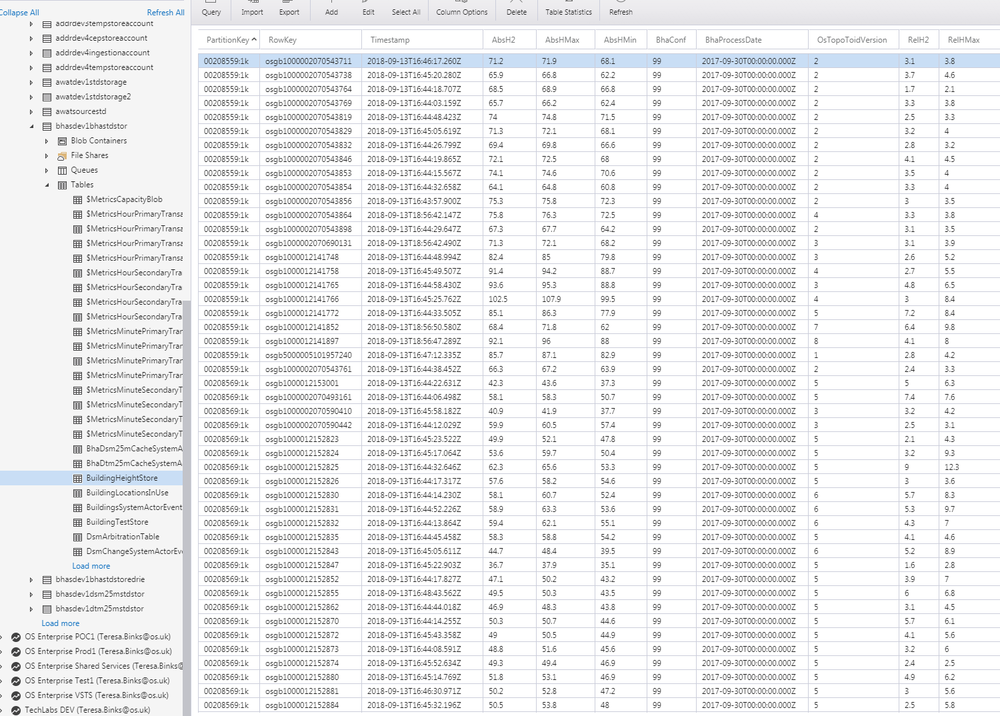 Collapse All Refresh All
addrdev3tempstoreaccount
addrdev4cepstoreaccount
addrdev4ingestionaccount
addrdev4tempstoreaccount
awatdev1stdstorage
awatdev1stdstorage2
awatsourcestd
bhasdev1bhastdstor
Blob Containers
File Shares
Queues
Tables
$MetricsCapacityBlob
$MetricsHourPrimaryTransa
$MetricsHourPrimaryTransa
$MetricsHourPrimaryTransa
$MetricsHourPrimaryTransa
$MetricsHourSecondaryTra
$MetricsHourSecondaryTra
$MetricsHourSecondaryTra
$MetricsHourSecondaryTra
$MetricsMinutePrimaryTran
$MetricsMinutePrimaryTran
$MetricsMinutePrimaryTran
$MetricsMinutePrimaryTran
$MetricsMinuteSecondaryT
$MetricsMinuteSecondaryT
$MetricsMinuteSecondaryT
$MetricsMinuteSecondaryT
BhaDsm25mCacheSystemA
BhaDtm25mCacheSystemA
BuildingHeightStore
BuildingLocationsInUse
BuildingsSystemActorEvent
BuildingTestStore
DsmArbitrationTable
DsmChangeSystemActorEv
Load more
bhasdev1bhastdstoredrie
bhasdev1dsm25mstdstor
bhasdev1dtm25mstdstor
Load more
OS Enterprise POC1 (Teresa.Binks@os.uk)
OS Enterprise Prod1 (Teresa.Binks@os.uk)
OS Enterprise Shared Services (Teresa.Binks@
OS Enterprise Test1 (Teresa.Binks@os.uk)
OS Enterprise VSTS (Teresa.Binks@os.uk)
TechLabs DEV (Teresa.Binks@os.uk)
Query Import Export Add Edit Select All Column Options Delete Table Statistics Refresh
PartitionKey RowKey Timestamp AbsH2 AbsHMax AbsHMin BhaConf BhaProcessDate OsTopoToidVersion RelH2 RelHMax
00208559:1k osgb1000002070543711 2018-09-13T16:46:17.260Z 71.2 71.9 68.1 99 2017-09-30T00:00:00.000Z 2 3.1 3.8
00208559:1k osgb1000002070543738 2018-09-13T16:45:20.280Z 65.9 66.8 62.2 99 2017-09-30T00:00:00.000Z 2 3.7 4.6
00208559:1k osgb1000002070543764 2018-09-13T16:44:18.707Z 68.5 68.9 66.8 99 2017-09-30T00:00:00.000Z 2 1.7 2.1
00208559:1k osgb1000002070543769 2018-09-13T16:44:03.159Z 65.7 66.2 62.4 99 2017-09-30T00:00:00.000Z 2 3.3 3.8
00208559:1k osgb1000002070543819 2018-09-13T16:44:48.423Z 74 74.8 71.5 99 2017-09-30T00:00:00.000Z 2 2.5 3.3
00208559:1k osgb1000002070543829 2018-09-13T16:45:05.619Z 71.3 72.1 68.1 99 2017-09-30T00:00:00.000Z 2 3.2 4
00208559:1k osgb1000002070543832 2018-09-13T16:44:26.799Z 69.4 69.8 66.6 99 2017-09-30T00:00:00.000Z 2 2.8 3.2
00208559:1k osgb1000002070543846 2018-09-13T16:44:19.865Z 72.1 72.5 68 99 2017-09-30T00:00:00.000Z 2 4.1 4.5
00208559:1k osgb1000002070543853 2018-09-13T16:44:15.567Z 74.1 74.6 70.6 99 2017-09-30T00:00:00.000Z 2 3.5 4
00208559:1k osgb1000002070543854 2018-09-13T16:44:32.658Z 64.1 64.8 60.8 99 2017-09-30T00:00:00.000Z 2 3.3 4
00208559:1k osgb1000002070543856 2018-09-13T16:43:57.900Z 75.3 75.8 72.3 99 2017-09-30T00:00:00.000Z 2 3 3.5
00208559:1k osgb1000002070543864 2018-09-13T18:56:42.147Z 75.8 76.3 72.5 99 2017-09-30T00:00:00.000Z 4 3.3 3.8
00208559:1k osgb1000002070543898 2018-09-13T16:44:29.647Z 67.3 67.7 64.2 99 2017-09-30T00:00:00.000Z 2 3.1 3.5
00208559:1k osgb1000002070690131 2018-09-13T18:56:42.490Z 71.3 72.1 68.2 99 2017-09-30T00:00:00.000Z 3 3.1 3.9
00208559:1k osgb1000012141748 2018-09-13T16:44:48.994Z 82.4 85 79.8 99 2017-09-30T00:00:00.000Z 3 2.6 5.2
00208559:1k osgb1000012141758 2018-09-13T16:45:49.507Z 91.4 94.2 88.7 99 2017-09-30T00:00:00.000Z 4 2.7 5.5
00208559:1k osgb1000012141765 2018-09-13T16:44:58.430Z 93.6 95.3 88.8 99 2017-09-30T00:00:00.000Z 3 4.8 6.5
00208559:1k osgb1000012141766 2018-09-13T16:45:25.762Z 102.5 107.9 99.5 99 2017-09-30T00:00:00.000Z 4 3 8.4
00208559:1k osgb1000012141772 2018-09-13T16:44:33.505Z 85.1 86.3 77.9 99 2017-09-30T00:00:00.000Z 5 7.2 8.4
00208559:1k osgb1000012141852 2018-09-13T18:56:50.580Z 68.4 71.8 62 99 2017-09-30T00:00:00.000Z 7 6.4 9.8
00208559:1k osgb1000012141897 2018-09-13T18:56:47.289Z 92.1 96 88 99 2017-09-30T00:00:00.000Z 8 4.1 8
00208559:1k osgb5000005101957240 2018-09-13T16:47:12.335Z 85.7 87.1 82.9 99 2017-09-30T00:00:00.000Z 1 2.8 4.2
00208559:1k osgb1000002070543761 2018-09-13T16:44:38.452Z 66.3 67.2 63.9 99 2017-09-30T00:00:00.000Z 2 2.4 3.3
00208569:1k osgb1000012153001 2018-09-13T16:44:22.631Z 42.3 43.6 37.3 99 2017-09-30T00:00:00.000Z 5 5 6.3
00208569:1k osgb1000002070493161 2018-09-13T16:44:06.498Z 58.1 58.3 50.7 99 2017-09-30T00:00:00.000Z 5 7.4 7.6
00208569:1k osgb1000002070590410 2018-09-13T16:45:58.182Z 40.9 41.9 37.7 99 2017-09-30T00:00:00.000Z 3 3.2 4.2
00208569:1k osgb1000002070590442 2018-09-13T16:44:12.029Z 59.9 60.5 57.4 99 2017-09-30T00:00:00.000Z 3 2.5 3.1
00208569:1k osgb1000012152823 2018-09-13T16:45:23.522Z 49.9 52.1 47.8 99 2017-09-30T00:00:00.000Z 5 2.1 4.3
00208569:1k osgb1000012152824 2018-09-13T16:45:17.064Z 53.6 59.7 50.4 99 2017-09-30T00:00:00.000Z 5 3.2 9.3
00208569:1k osgb1000012152825 2018-09-13T16:44:32.646Z 62.3 65.6 53.3 99 2017-09-30T00:00:00.000Z 5 9 12.3
00208569:1k osgb1000012152826 2018-09-13T16:44:17.317Z 57.6 58.2 54.6 99 2017-09-30T00:00:00.000Z 5 3 3.6
00208569:1k osgb1000012152830 2018-09-13T16:44:14.230Z 58.1 60.7 52.4 99 2017-09-30T00:00:00.000Z 6 5.7 8.3
00208569:1k osgb1000012152831 2018-09-13T16:44:52.226Z 58.9 63.3 53.6 99 2017-09-30T00:00:00.000Z 6 5.3 9.7
00208569:1k osgb1000012152832 2018-09-13T16:44:13.864Z 59.4 62.1 55.1 99 2017-09-30T00:00:00.000Z 6 4.3 7
00208569:1k osgb1000012152835 2018-09-13T16:44:45.458Z 58.3 58.8 54.2 99 2017-09-30T00:00:00.000Z 5 4.1 4.6
00208569:1k osgb1000012152843 2018-09-13T16:45:05.611Z 44.7 48.4 39.5 99 2017-09-30T00:00:00.000Z 6 5.2 8.9
00208569:1k osgb1000012152847 2018-09-13T16:45:22.903Z 36.7 37.9 35.1 99 2017-09-30T00:00:00.000Z 5 1.6 2.8
00208569:1k osgb1000012152852 2018-09-13T16:44:17.827Z 47.1 50.2 43.2 99 2017-09-30T00:00:00.000Z 5 3.9 7
00208569:1k osgb1000012152855 2018-09-13T16:48:43.562Z 49.5 50.3 43.5 99 2017-09-30T00:00:00.000Z 5 6 6.8
00208569:1k osgb1000012152862 2018-09-13T16:44:44.018Z 46.9 48.3 43.8 99 2017-09-30T00:00:00.000Z 5 3.1 4.5
00208569:1k osgb1000012152870 2018-09-13T16:44:14.255Z 50.3 50.7 44.6 99 2017-09-30T00:00:00.000Z 5 5.7 6.1
00208569:1k osgb1000012152872 2018-09-13T16:45:43.358Z 49 50.5 44.9 99 2017-09-30T00:00:00.000Z 5 4.1 5.6
00208569:1k osgb1000012152873 2018-09-13T16:44:08.591Z 48.8 51.6 45.6 99 2017-09-30T00:00:00.000Z 5 3.2 6
00208569:1k osgb1000012152874 2018-09-13T16:45:52.634Z 49.3 49.4 46.9 99 2017-09-30T00:00:00.000Z 5 2.4 2.5
00208569:1k osgb1000012152880 2018-09-13T16:45:14.769Z 51.8 53.1 46.9 99 2017-09-30T00:00:00.000Z 5 4.9 6.2
00208569:1k osgb1000012152881 2018-09-13T16:46:30.971Z 50.2 52.8 47.2 99 2017-09-30T00:00:00.000Z 5 3 5.6
00208569:1k osgb1000012152884 2018-09-13T16:45:32.196Z 50.5 53.8 48 99 2017-09-30T00:00:00.000Z 5 2.5 5.8